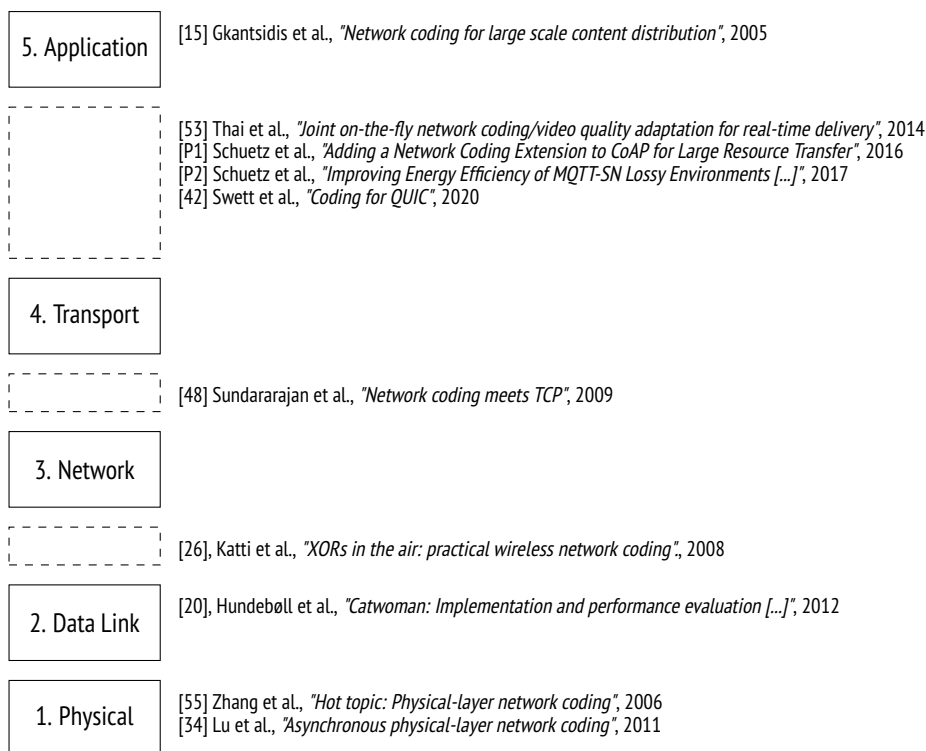 5. Application
[15] Gkantsidis et al., "Network coding for large scale content distribution", 2005
[53] Thai et al., "Joint on-the-fly network coding/video quality adaptation for real-time delivery", 2014
[P1] Schuetz et al., "Adding a Network Coding Extension to CoAP for Large Resource Transfer", 2016
[P2] Schuetz et al., "Improving Energy Efficiency of MQTT-SN Lossy Environments [...]", 2017
[42] Swett et al., "Coding for QUIC", 2020
4. Transport
[48] Sundararajan et al., "Network coding meets TCP", 2009
3. Network
[26], Katti et al., "XORs in the air: practical wireless network coding"., 2008
2. Data Link
[20], Hundebøll et al., "Catwoman: Implementation and performance evaluation [...]", 2012
1. Physical
[55] Zhang et al., "Hot topic: Physical-layer network coding", 2006
[34] Lu et al., "Asynchronous physical-layer network coding", 2011